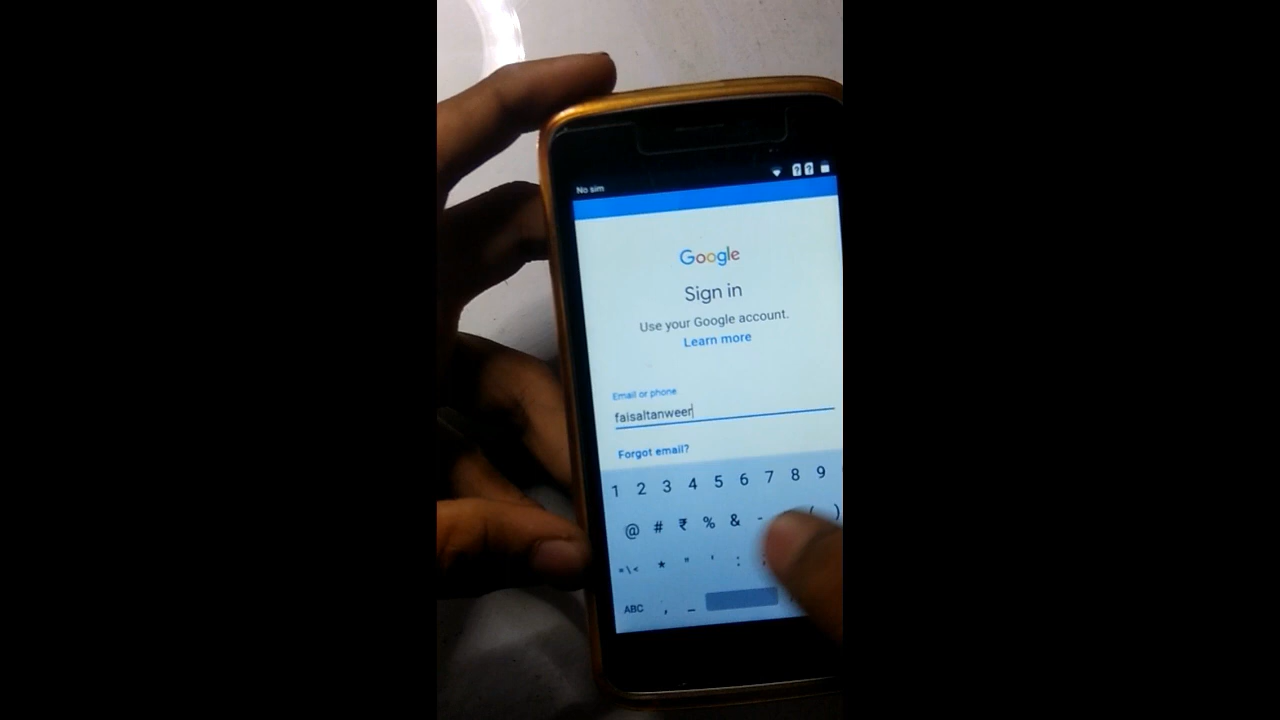 No sim
Google
Sign in
Use your Google account.
Learn more
Email or phone
faisaltanweer
Forgot email?
1 2 3 4 5 6 7 8 9
@ # ₹ % & - ( )
=\< * " ' :
ABC , _